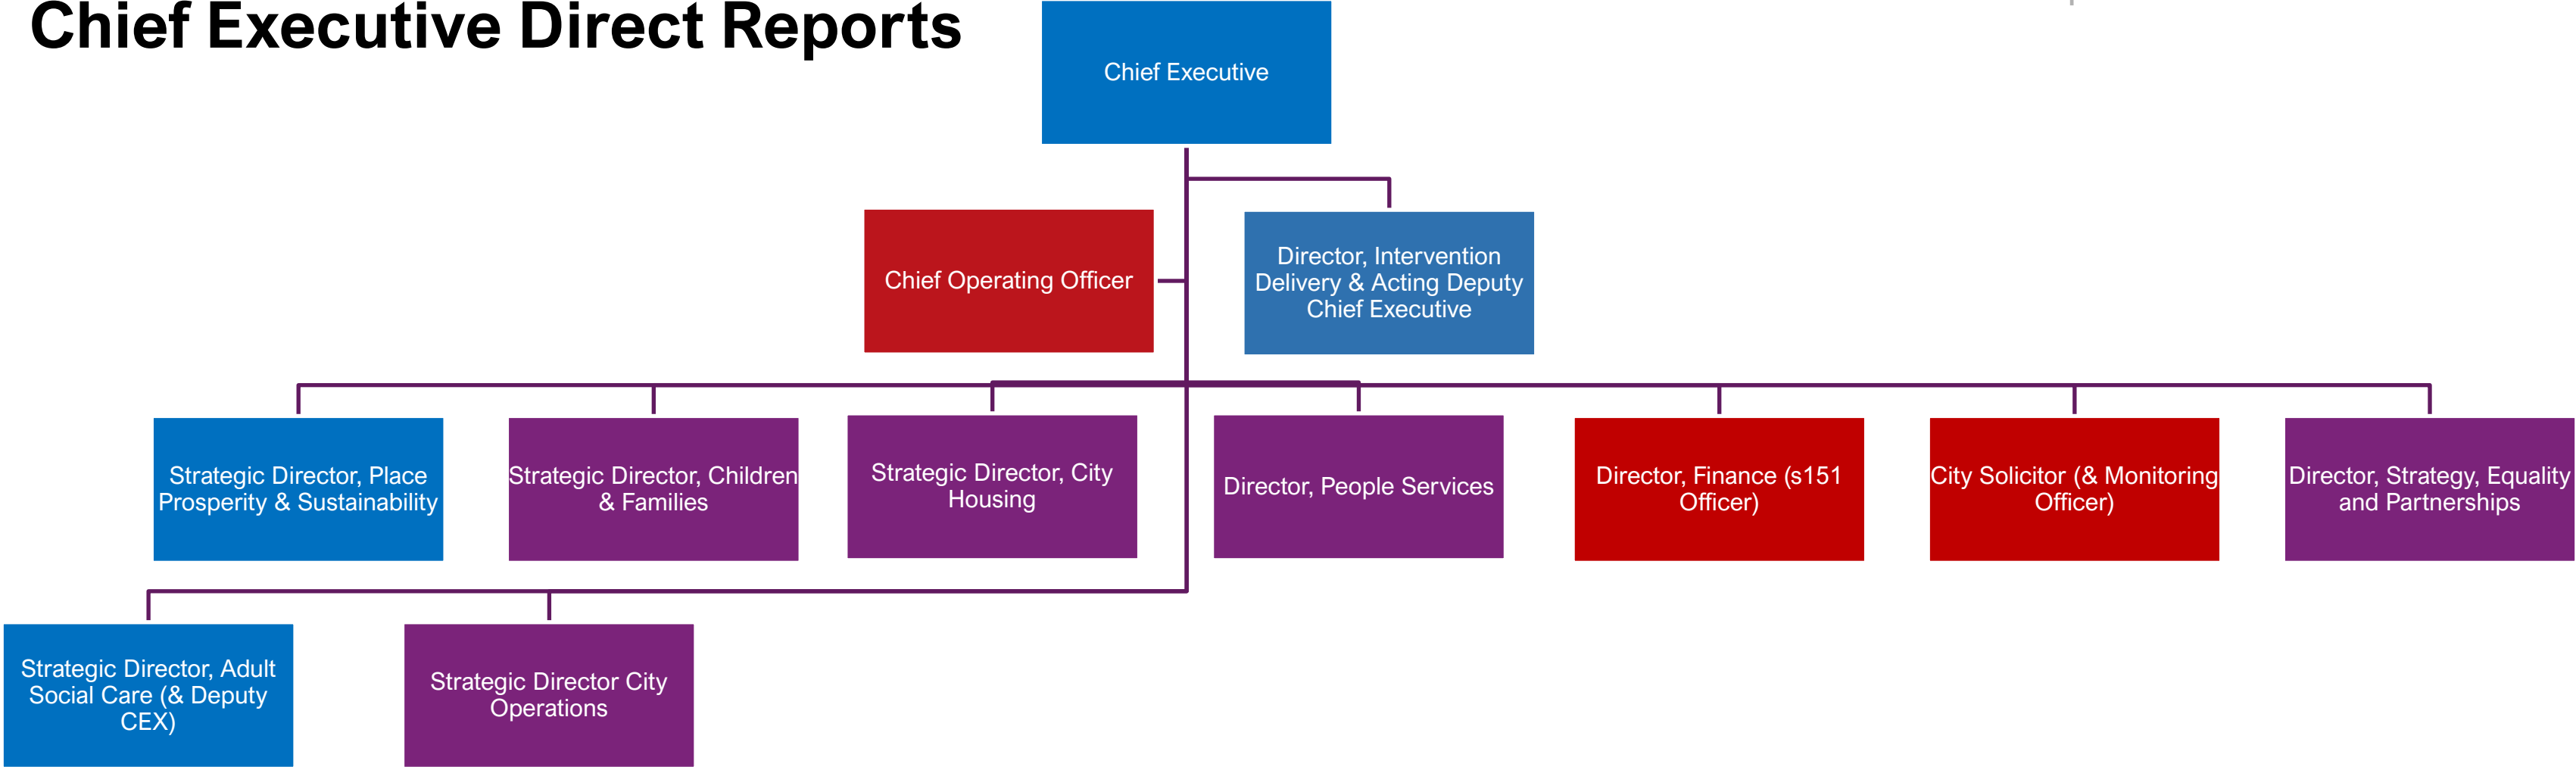 Chief Executive Direct Reports
Chief Executive
Chief Operating Officer
Director, Intervention
Delivery & Acting Deputy
Chief Executive
Strategic Director, Place
Prosperity & Sustainability
Strategic Director, Children
& Families
Strategic Director, City
Housing
Director, People Services
Director, Finance (s151
Officer)
City Solicitor (& Monitoring
Officer)
Director, Strategy, Equality
and Partnerships
Strategic Director, Adult
Social Care (& Deputy
CEX)
Strategic Director City
Operations